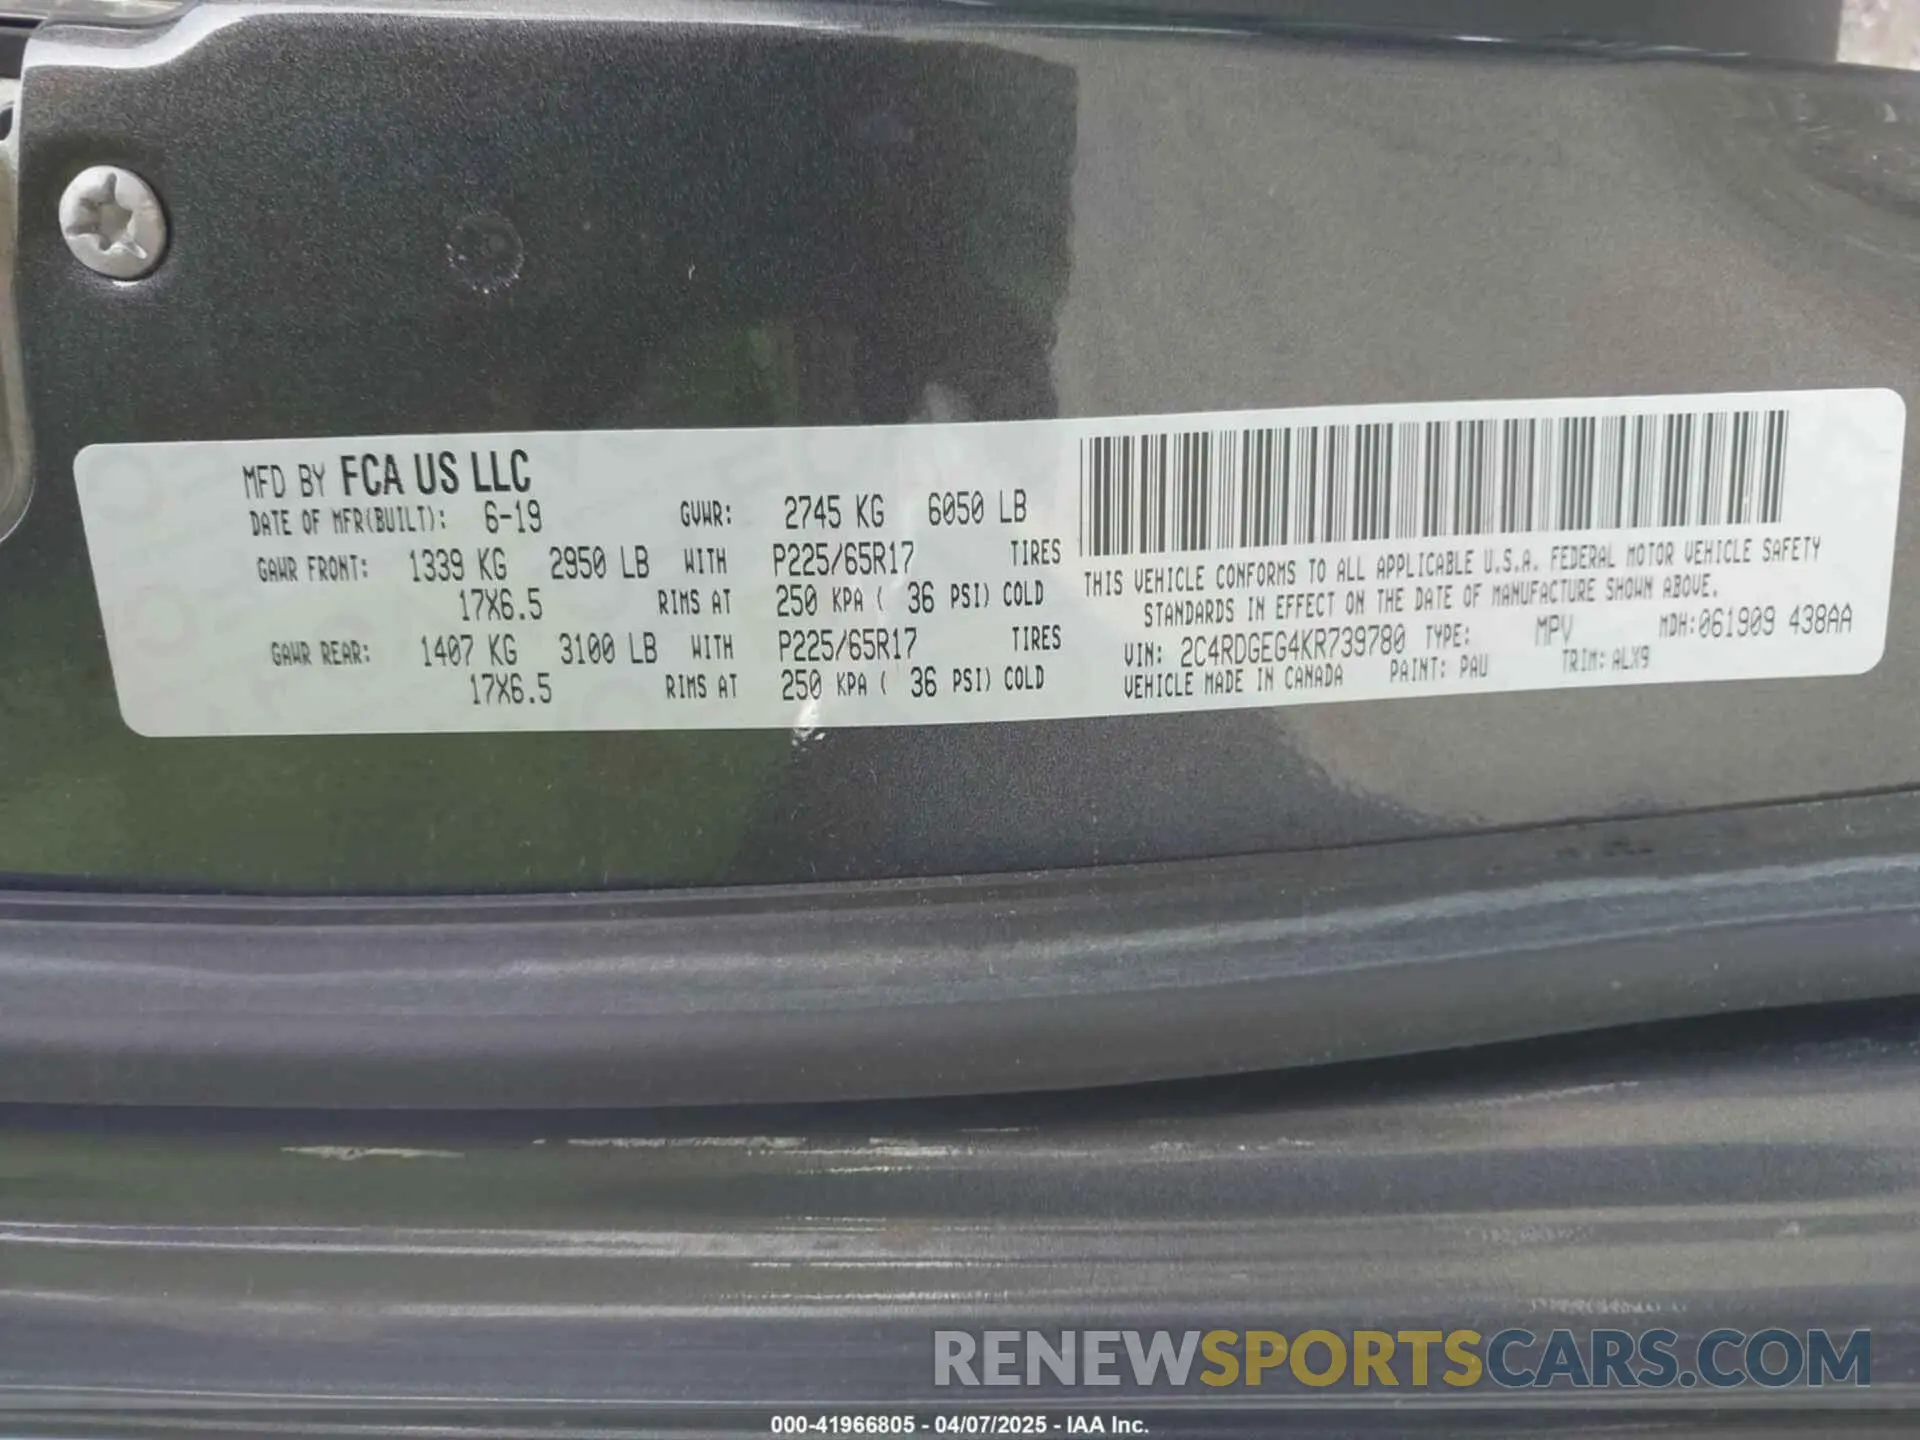 MFD BY FCA US LLC
DATE OF MFR(BUILT): 6-19 GVWR: 2745 KG 6050 LB
GAWR FRONT: 1339 KG 2950 LB WITH P225/65R17 TIRES
17X6.5 RIMS AT 250 KPA ( 36 PSI) COLD
GAWR REAR: 1407 KG 3100 LB WITH P225/65R17 TIRES
17X6.5 RIMS AT 250 KPA ( 36 PSI) COLD
THIS VEHICLE CONFORMS TO ALL APPLICABLE U.S.A. FEDERAL MOTOR VEHICLE SAFETY
STANDARDS IN EFFECT ON THE DATE OF MANUFACTURE SHOWN ABOVE.
VIN: 2C4RDGEG4KR739780 TYPE: MPV MDH:061909 438AA
VEHICLE MADE IN CANADA PAINT: PAU TRIM: ALX9
RENEWSPORTSCARS.COM
000-41966805 - 04/07/2025 - IAA Inc.